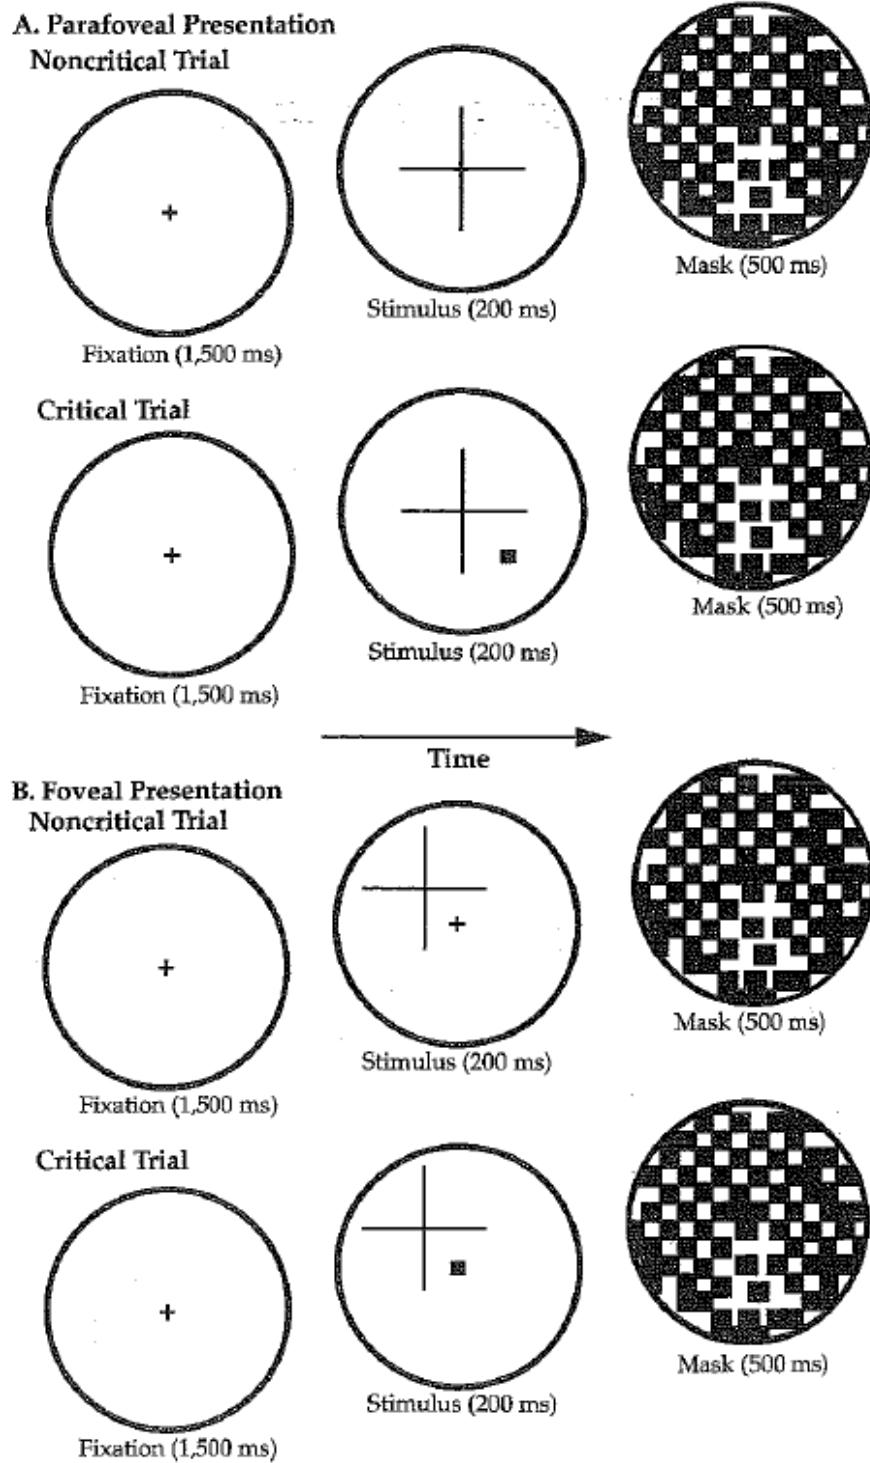 A. Parafoveal Presentation
Noncritical Trial
Fixation (1,500 ms)
Stimulus (200 ms)
Mask (500 ms)
Critical Trial
Fixation (1,500 ms)
Stimulus (200 ms)
Mask (500 ms)
Time
B. Foveal Presentation
Noncritical Trial
Fixation (1,500 ms)
Stimulus (200 ms)
Mask (500 ms)
Critical Trial
Fixation (1,500 ms)
Stimulus (200 ms)
Mask (500 ms)